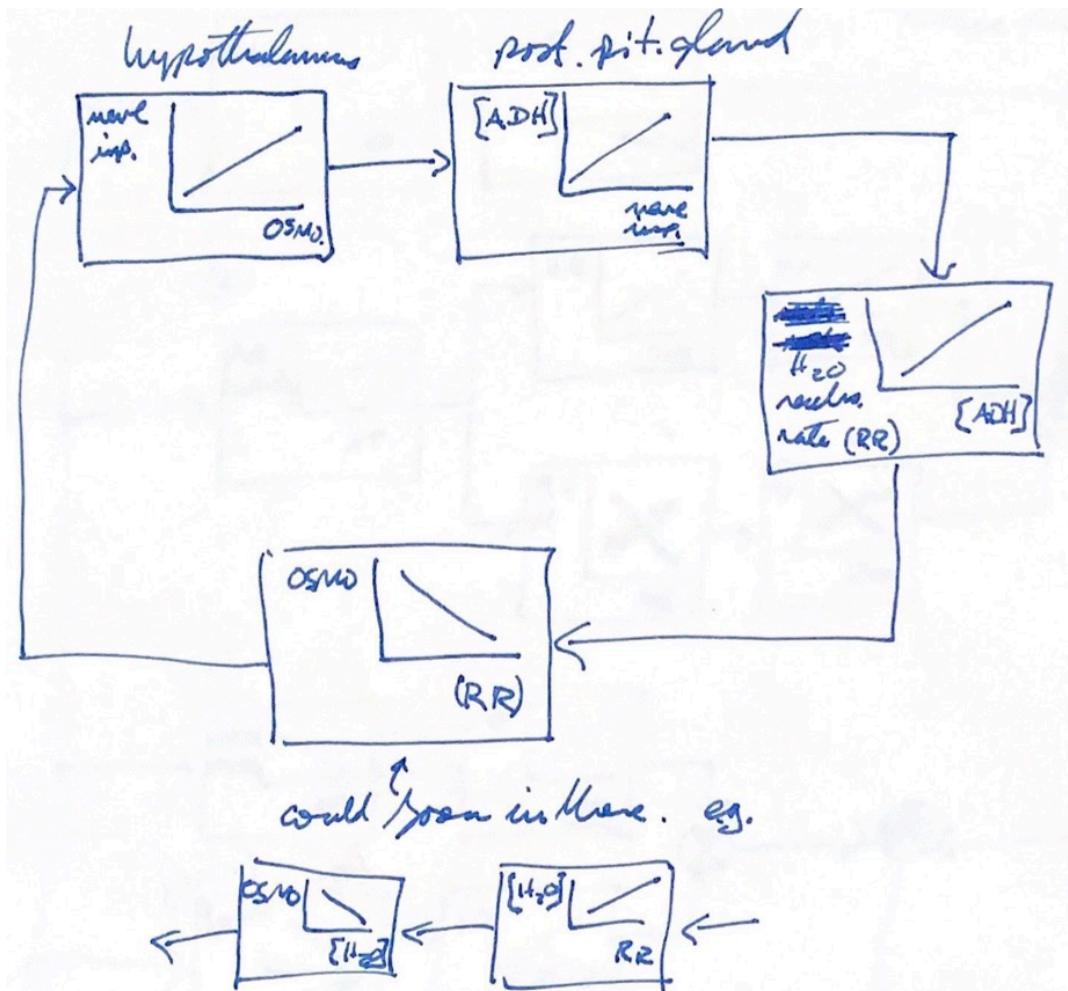 hypothalamus
post. pit. gland
nerve
imp.
OSMO.
[ADH]
nerve
imp.
H₂O
reabs.
rate (RR)
[ADH]
OSMO
(RR)
could zoom in there. e.g.
OSMO
[H₂O]
[H₂O]
RR